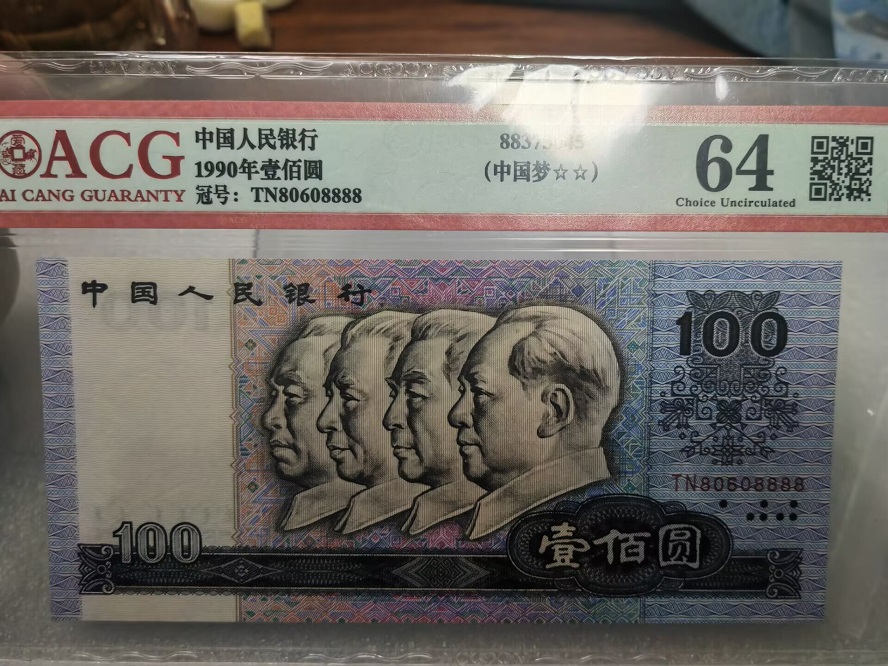 ACG
AI CANG GUARANTY
中国人民银行
1990年壹佰圆
冠号：TN80608888
(中国梦☆☆)
64
Choice Uncirculated
中国人民银行
100
TN80608888
100
壹佰圆